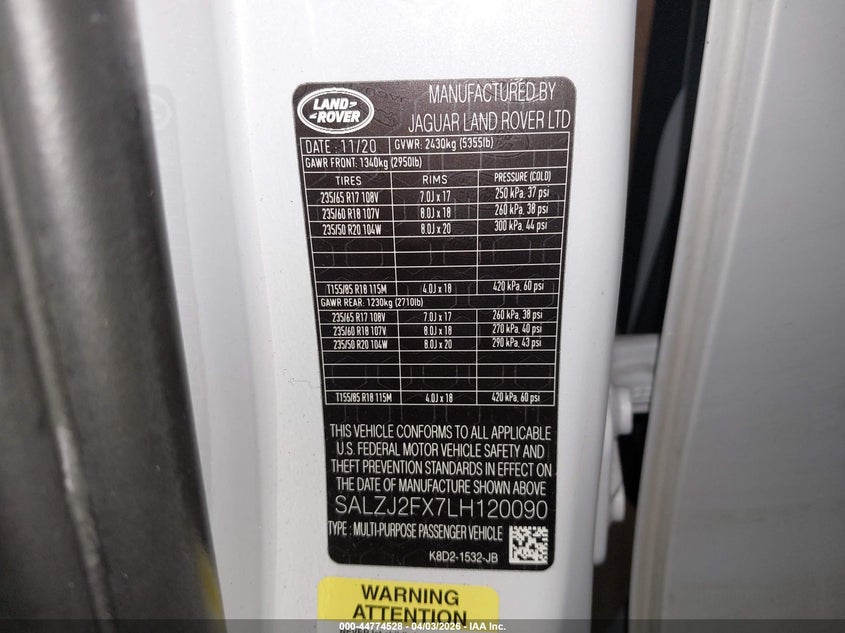 LAND-
-ROVER
MANUFACTURED BY
JAGUAR LAND ROVER LTD
DATE : 11/20 GVWR: 2430kg (5355lb)
GAWR FRONT: 1340kg (2950lb)
TIRES RIMS PRESSURE (COLD)
235/65 R17 108V 7.0J x 17 250 kPa, 37 psi
235/60 R18 107V 8.0J x 18 260 kPa, 38 psi
235/50 R20 104W 8.0J x 20 300 kPa, 44 psi
T155/85 R18 115M 4.0J x 18 420 kPa, 60 psi
GAWR REAR: 1230kg (2710lb)
235/65 R17 108V 7.0J x 17 260 kPa, 38 psi
235/60 R18 107V 8.0J x 18 270 kPa, 40 psi
235/50 R20 104W 8.0J x 20 290 kPa, 43 psi
T155/85 R18 115M 4.0J x 18 420 kPa, 60 psi
THIS VEHICLE CONFORMS TO ALL APPLICABLE
U.S. FEDERAL MOTOR VEHICLE SAFETY AND
THEFT PREVENTION STANDARDS IN EFFECT ON
THE DATE OF MANUFACTURE SHOWN ABOVE
SALZJ2FX7LH120090
TYPE : MULTI-PURPOSE PASSENGER VEHICLE
K8D2-1532-JB
WARNING
ATTENTION
000-44774528 - 04/03/2026 - IAA Inc.